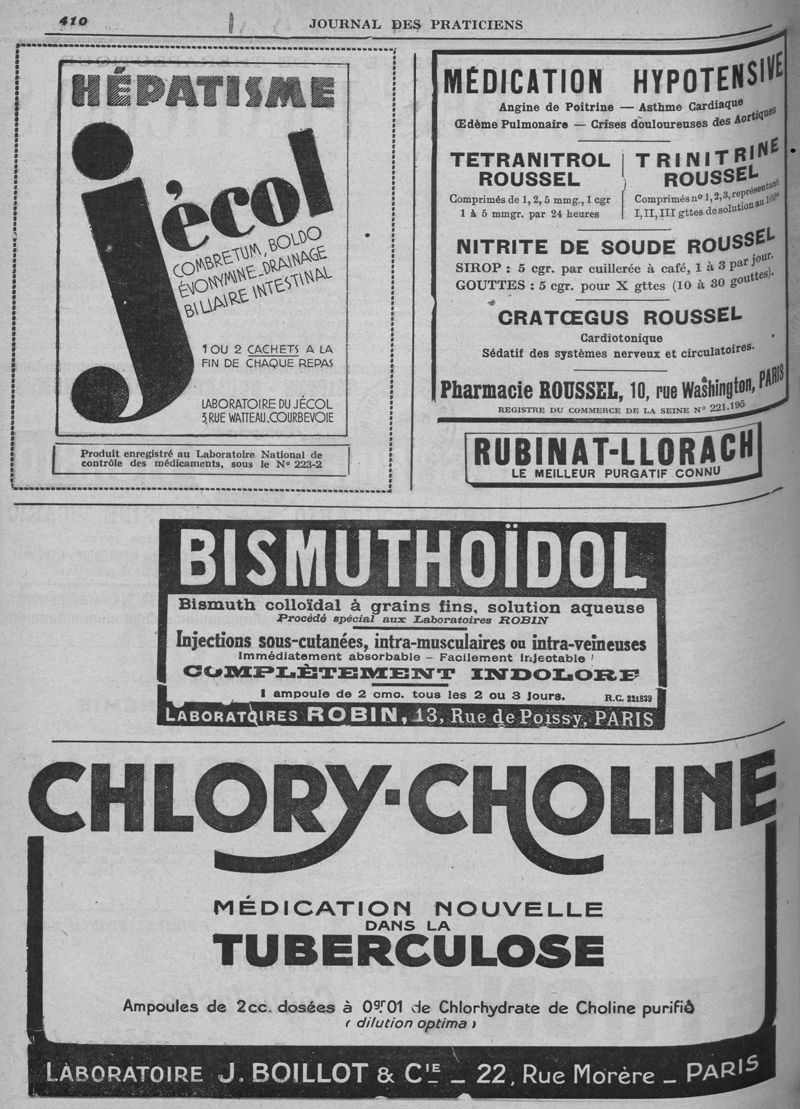 410
JOURNAL DES PRATICIENS
HÉPATISME
jécol
COMBRETUM, BOLDO
ÉVONYMINE_DRAINAGE
BILIAIRE INTESTINAL
1 OU 2 CACHETS A LA
FIN DE CHAQUE REPAS
LABORATOIRE DU JÉCOL
3, RUE WATTEAU_COURBEVOIE
Produit enregistré au Laboratoire National de
contrôle des médicaments, sous le N° 223-2
MÉDICATION HYPOTENSIVE
Angine de Poitrine — Asthme Cardiaque
Œdème Pulmonaire — Crises douloureuses des Aortiques
TETRANITROL
ROUSSEL
Comprimés de 1, 2, 5 mmg., 1 cgr
1 à 5 mmgr. par 24 heures
TRINITRINE
ROUSSEL
Comprimés nos 1, 2, 3, représentant
I, II, III gttes de solution au 100e
NITRITE DE SOUDE ROUSSEL
SIROP : 5 cgr. par cuillerée à café, 1 à 3 par jour.
GOUTTES : 5 cgr. pour X gttes (10 à 30 gouttes).
CRATŒGUS ROUSSEL
Cardiotonique
Sédatif des systèmes nerveux et circulatoires.
Pharmacie ROUSSEL, 10, rue Washington, PARIS
REGISTRE DU COMMERCE DE LA SEINE N° 221.195
RUBINAT-LLORACH
LE MEILLEUR PURGATIF CONNU
BISMUTHOÏDOL
Bismuth colloïdal à grains fins, solution aqueuse
Procédé spécial aux Laboratoires ROBIN
Injections sous-cutanées, intra-musculaires ou intra-veineuses
Immédiatement absorbable – Facilement injectable
COMPLÈTEMENT INDOLORE
1 ampoule de 2 cmc. tous les 2 ou 3 jours.
R.C. 221839
LABORATOIRES ROBIN, 13, Rue de Poissy, PARIS
CHLORY-CHOLINE
MÉDICATION NOUVELLE
DANS LA
TUBERCULOSE
Ampoules de 2cc. dosées à 0gr01 de Chlorhydrate de Choline purifié
( dilution optima )
LABORATOIRE J. BOILLOT & CIE _ 22, Rue Morère _ PARIS